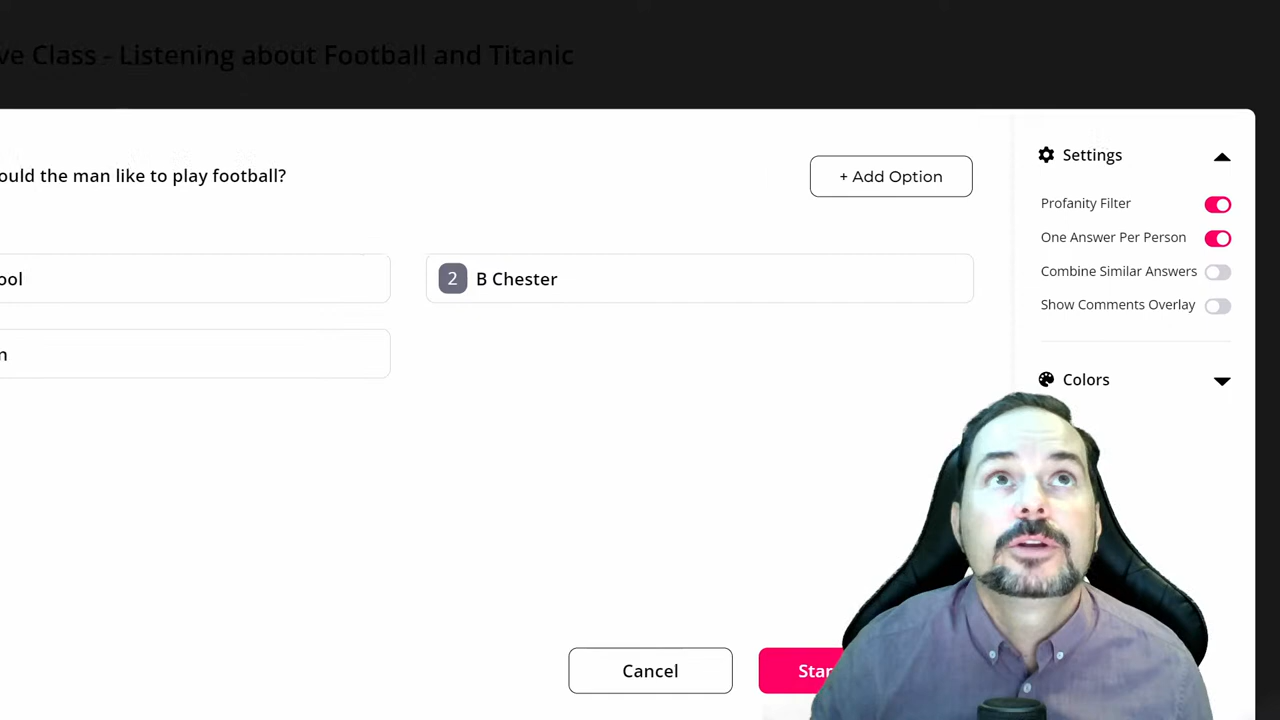 ve Class - Listening about Football and Titanic
ould the man like to play football?
+ Add Option
ool
2 B Chester
n
Settings
Profanity Filter
One Answer Per Person
Combine Similar Answers
Show Comments Overlay
Colors
Cancel
Star